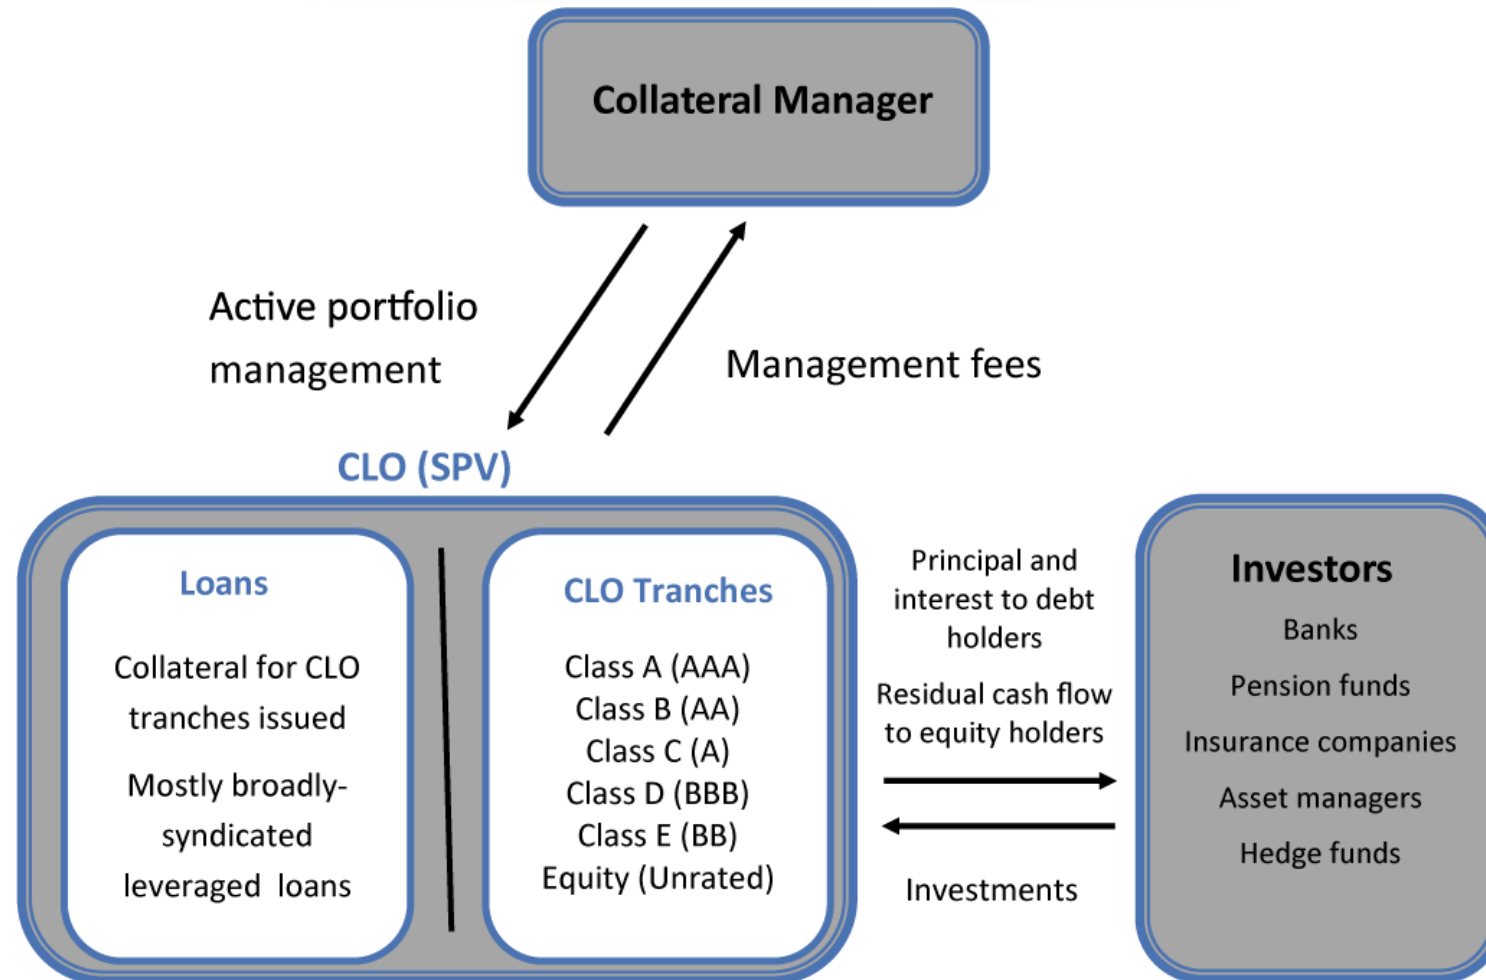 Collateral Manager
Active portfolio
management
Management fees
CLO (SPV)
Loans
Collateral for CLO
tranches issued
Mostly broadly-
syndicated
leveraged loans
CLO Tranches
Class A (AAA)
Class B (AA)
Class C (A)
Class D (BBB)
Class E (BB)
Equity (Unrated)
Principal and
interest to debt
holders
Residual cash flow
to equity holders
Investments
Investors
Banks
Pension funds
Insurance companies
Asset managers
Hedge funds